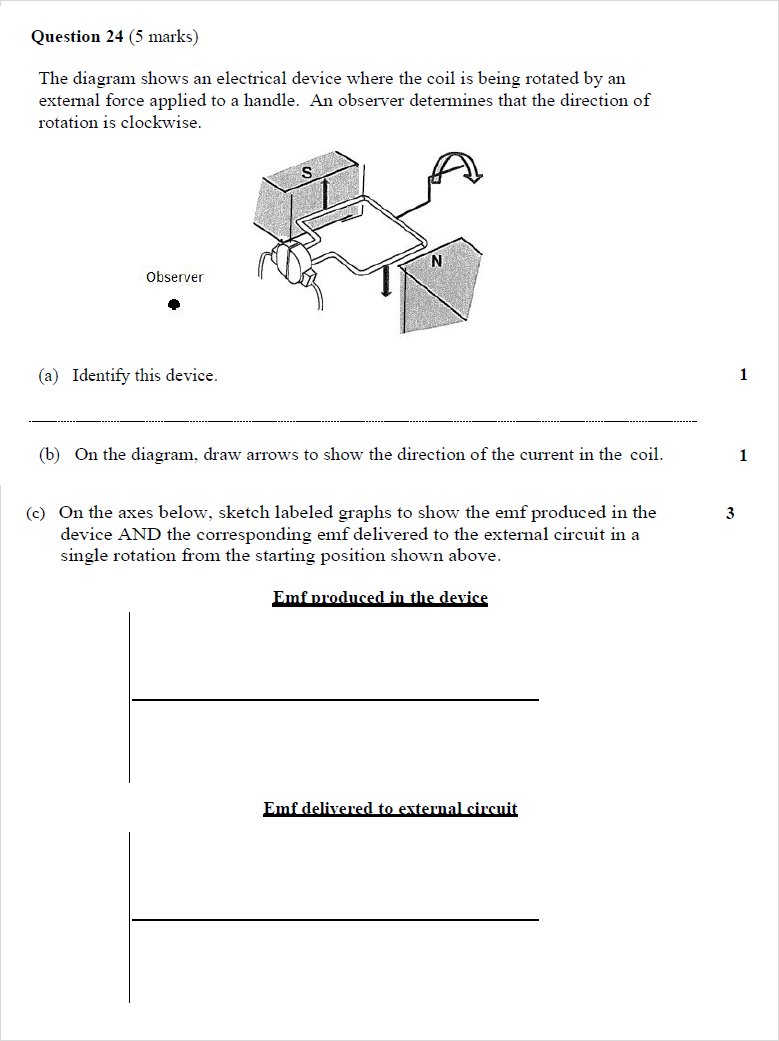 Question 24 (5 marks)
The diagram shows an electrical device where the coil is being rotated by an
external force applied to a handle. An observer determines that the direction of
rotation is clockwise.
S
N
Observer
(a) Identify this device. 1
(b) On the diagram, draw arrows to show the direction of the current in the coil. 1
(c) On the axes below, sketch labeled graphs to show the emf produced in the 3
device AND the corresponding emf delivered to the external circuit in a
single rotation from the starting position shown above.
Emf produced in the device
Emf delivered to external circuit